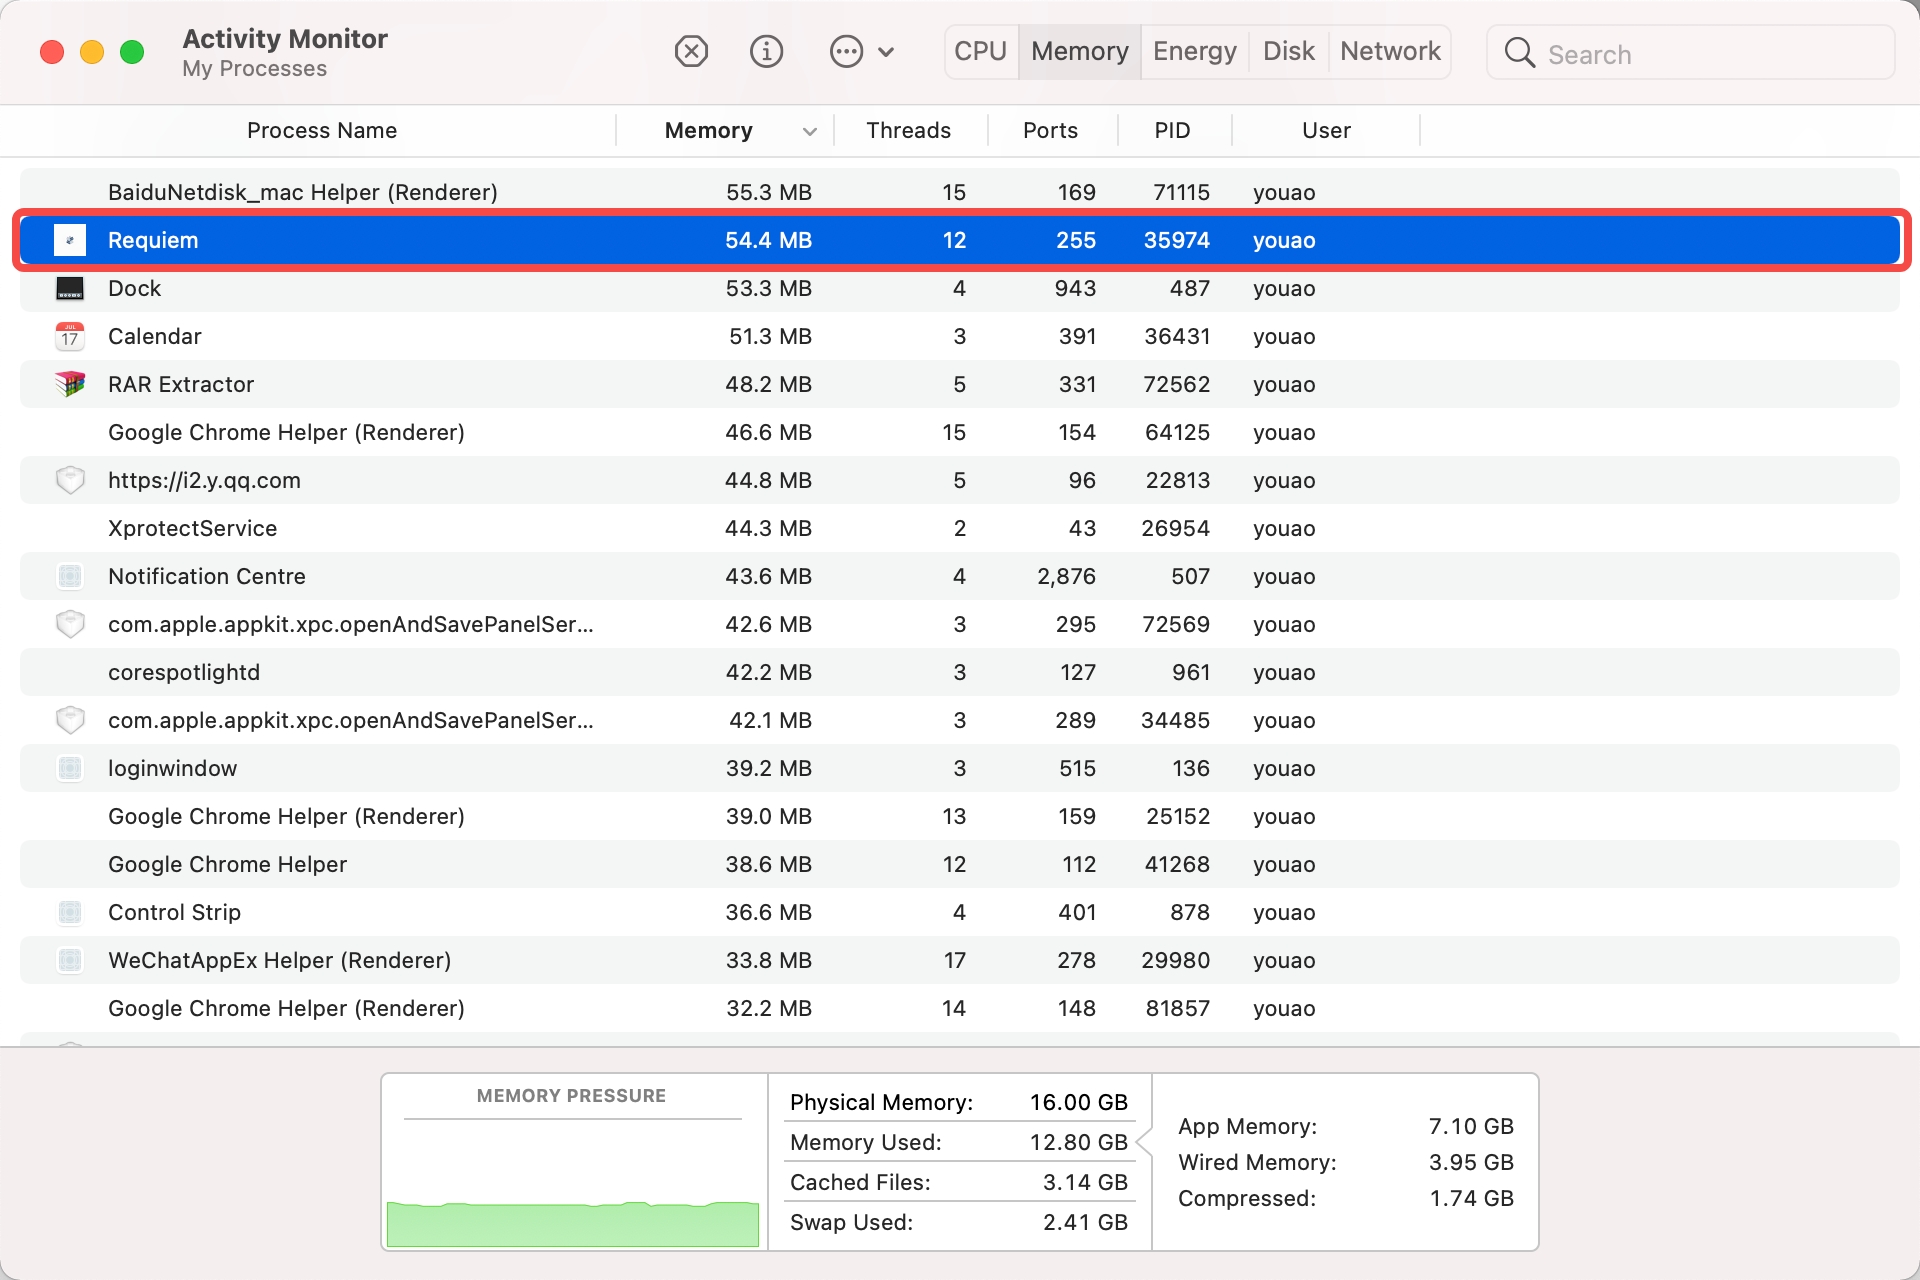 Activity Monitor
My Processes
CPU Memory Energy Disk Network
Search
Process Name Memory Threads Ports PID User
BaiduNetdisk_mac Helper (Renderer) 55.3 MB 15 169 71115 youao
Requiem 54.4 MB 12 255 35974 youao
Dock 53.3 MB 4 943 487 youao
JUL
17
Calendar 51.3 MB 3 391 36431 youao
RAR Extractor 48.2 MB 5 331 72562 youao
Google Chrome Helper (Renderer) 46.6 MB 15 154 64125 youao
https://i2.y.qq.com 44.8 MB 5 96 22813 youao
XprotectService 44.3 MB 2 43 26954 youao
Notification Centre 43.6 MB 4 2,876 507 youao
com.apple.appkit.xpc.openAndSavePanelSer... 42.6 MB 3 295 72569 youao
corespotlightd 42.2 MB 3 127 961 youao
com.apple.appkit.xpc.openAndSavePanelSer... 42.1 MB 3 289 34485 youao
loginwindow 39.2 MB 3 515 136 youao
Google Chrome Helper (Renderer) 39.0 MB 13 159 25152 youao
Google Chrome Helper 38.6 MB 12 112 41268 youao
Control Strip 36.6 MB 4 401 878 youao
WeChatAppEx Helper (Renderer) 33.8 MB 17 278 29980 youao
Google Chrome Helper (Renderer) 32.2 MB 14 148 81857 youao
MEMORY PRESSURE
Physical Memory: 16.00 GB
Memory Used: 12.80 GB
Cached Files: 3.14 GB
Swap Used: 2.41 GB
App Memory: 7.10 GB
Wired Memory: 3.95 GB
Compressed: 1.74 GB